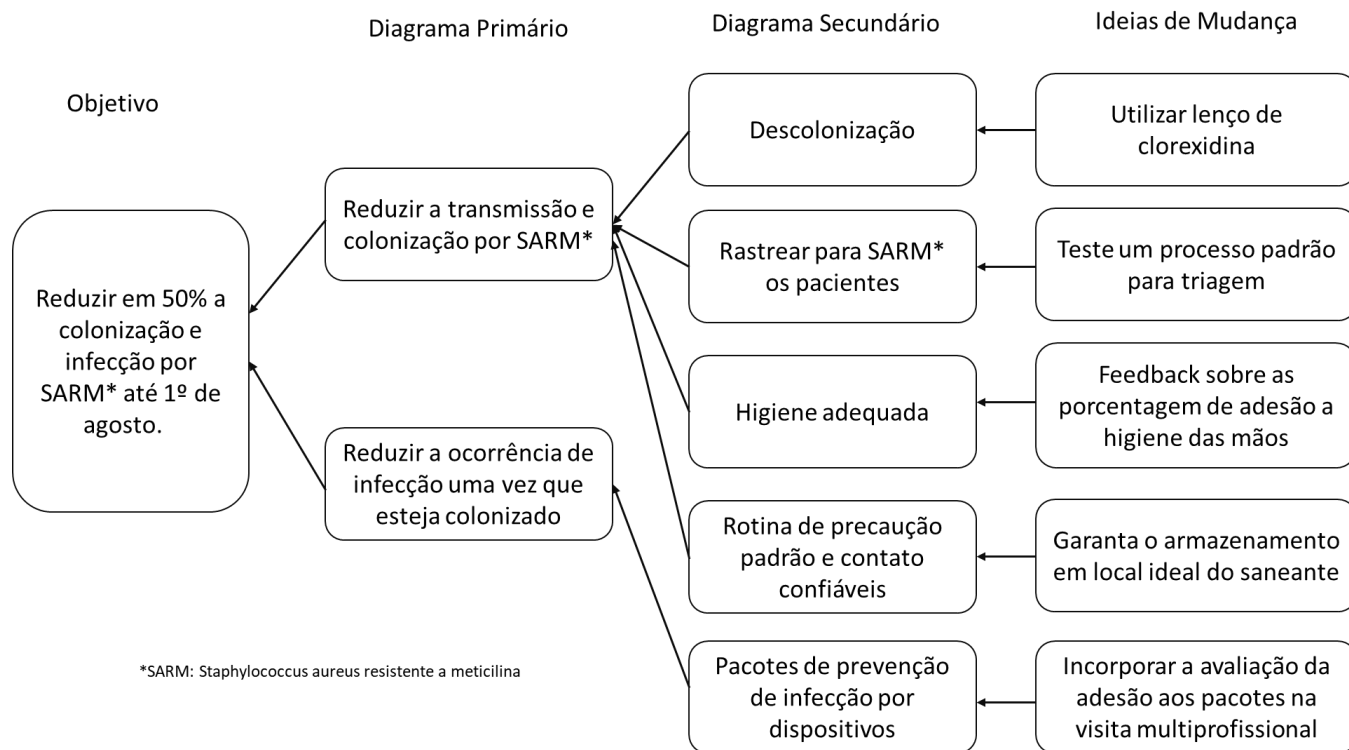 Diagrama Primário
Diagrama Secundário
Ideias de Mudança
Objetivo
Reduzir em 50% a
colonização e
infecção por
SARM* até 1º de
agosto.
Reduzir a transmissão e
colonização por SARM*
Reduzir a ocorrência de
infecção uma vez que
esteja colonizado
Descolonização
Rastrear para SARM*
os pacientes
Higiene adequada
Rotina de precaução
padrão e contato
confiáveis
Pacotes de prevenção
de infecção por
dispositivos
Utilizar lenço de
clorexidina
Teste um processo padrão
para triagem
Feedback sobre as
porcentagem de adesão a
higiene das mãos
Garanta o armazenamento
em local ideal do saneante
Incorporar a avaliação da
adesão aos pacotes na
visita multiprofissional
*SARM: Staphylococcus aureus resistente a meticilina